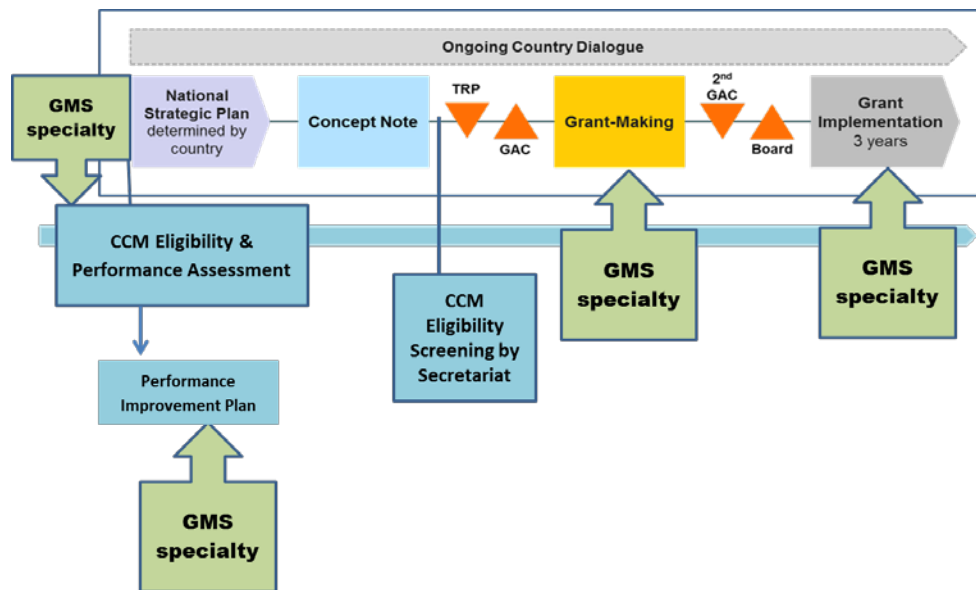 Ongoing Country Dialogue
GMS
specialty
National
Strategic Plan
determined by
country
Concept Note
TRP
GAC
Grant-Making
2nd
GAC
Board
Grant
Implementation
3 years
CCM Eligibility &
Performance Assessment
CCM
Eligibility
Screening by
Secretariat
GMS
specialty
GMS
specialty
Performance
Improvement Plan
GMS
specialty